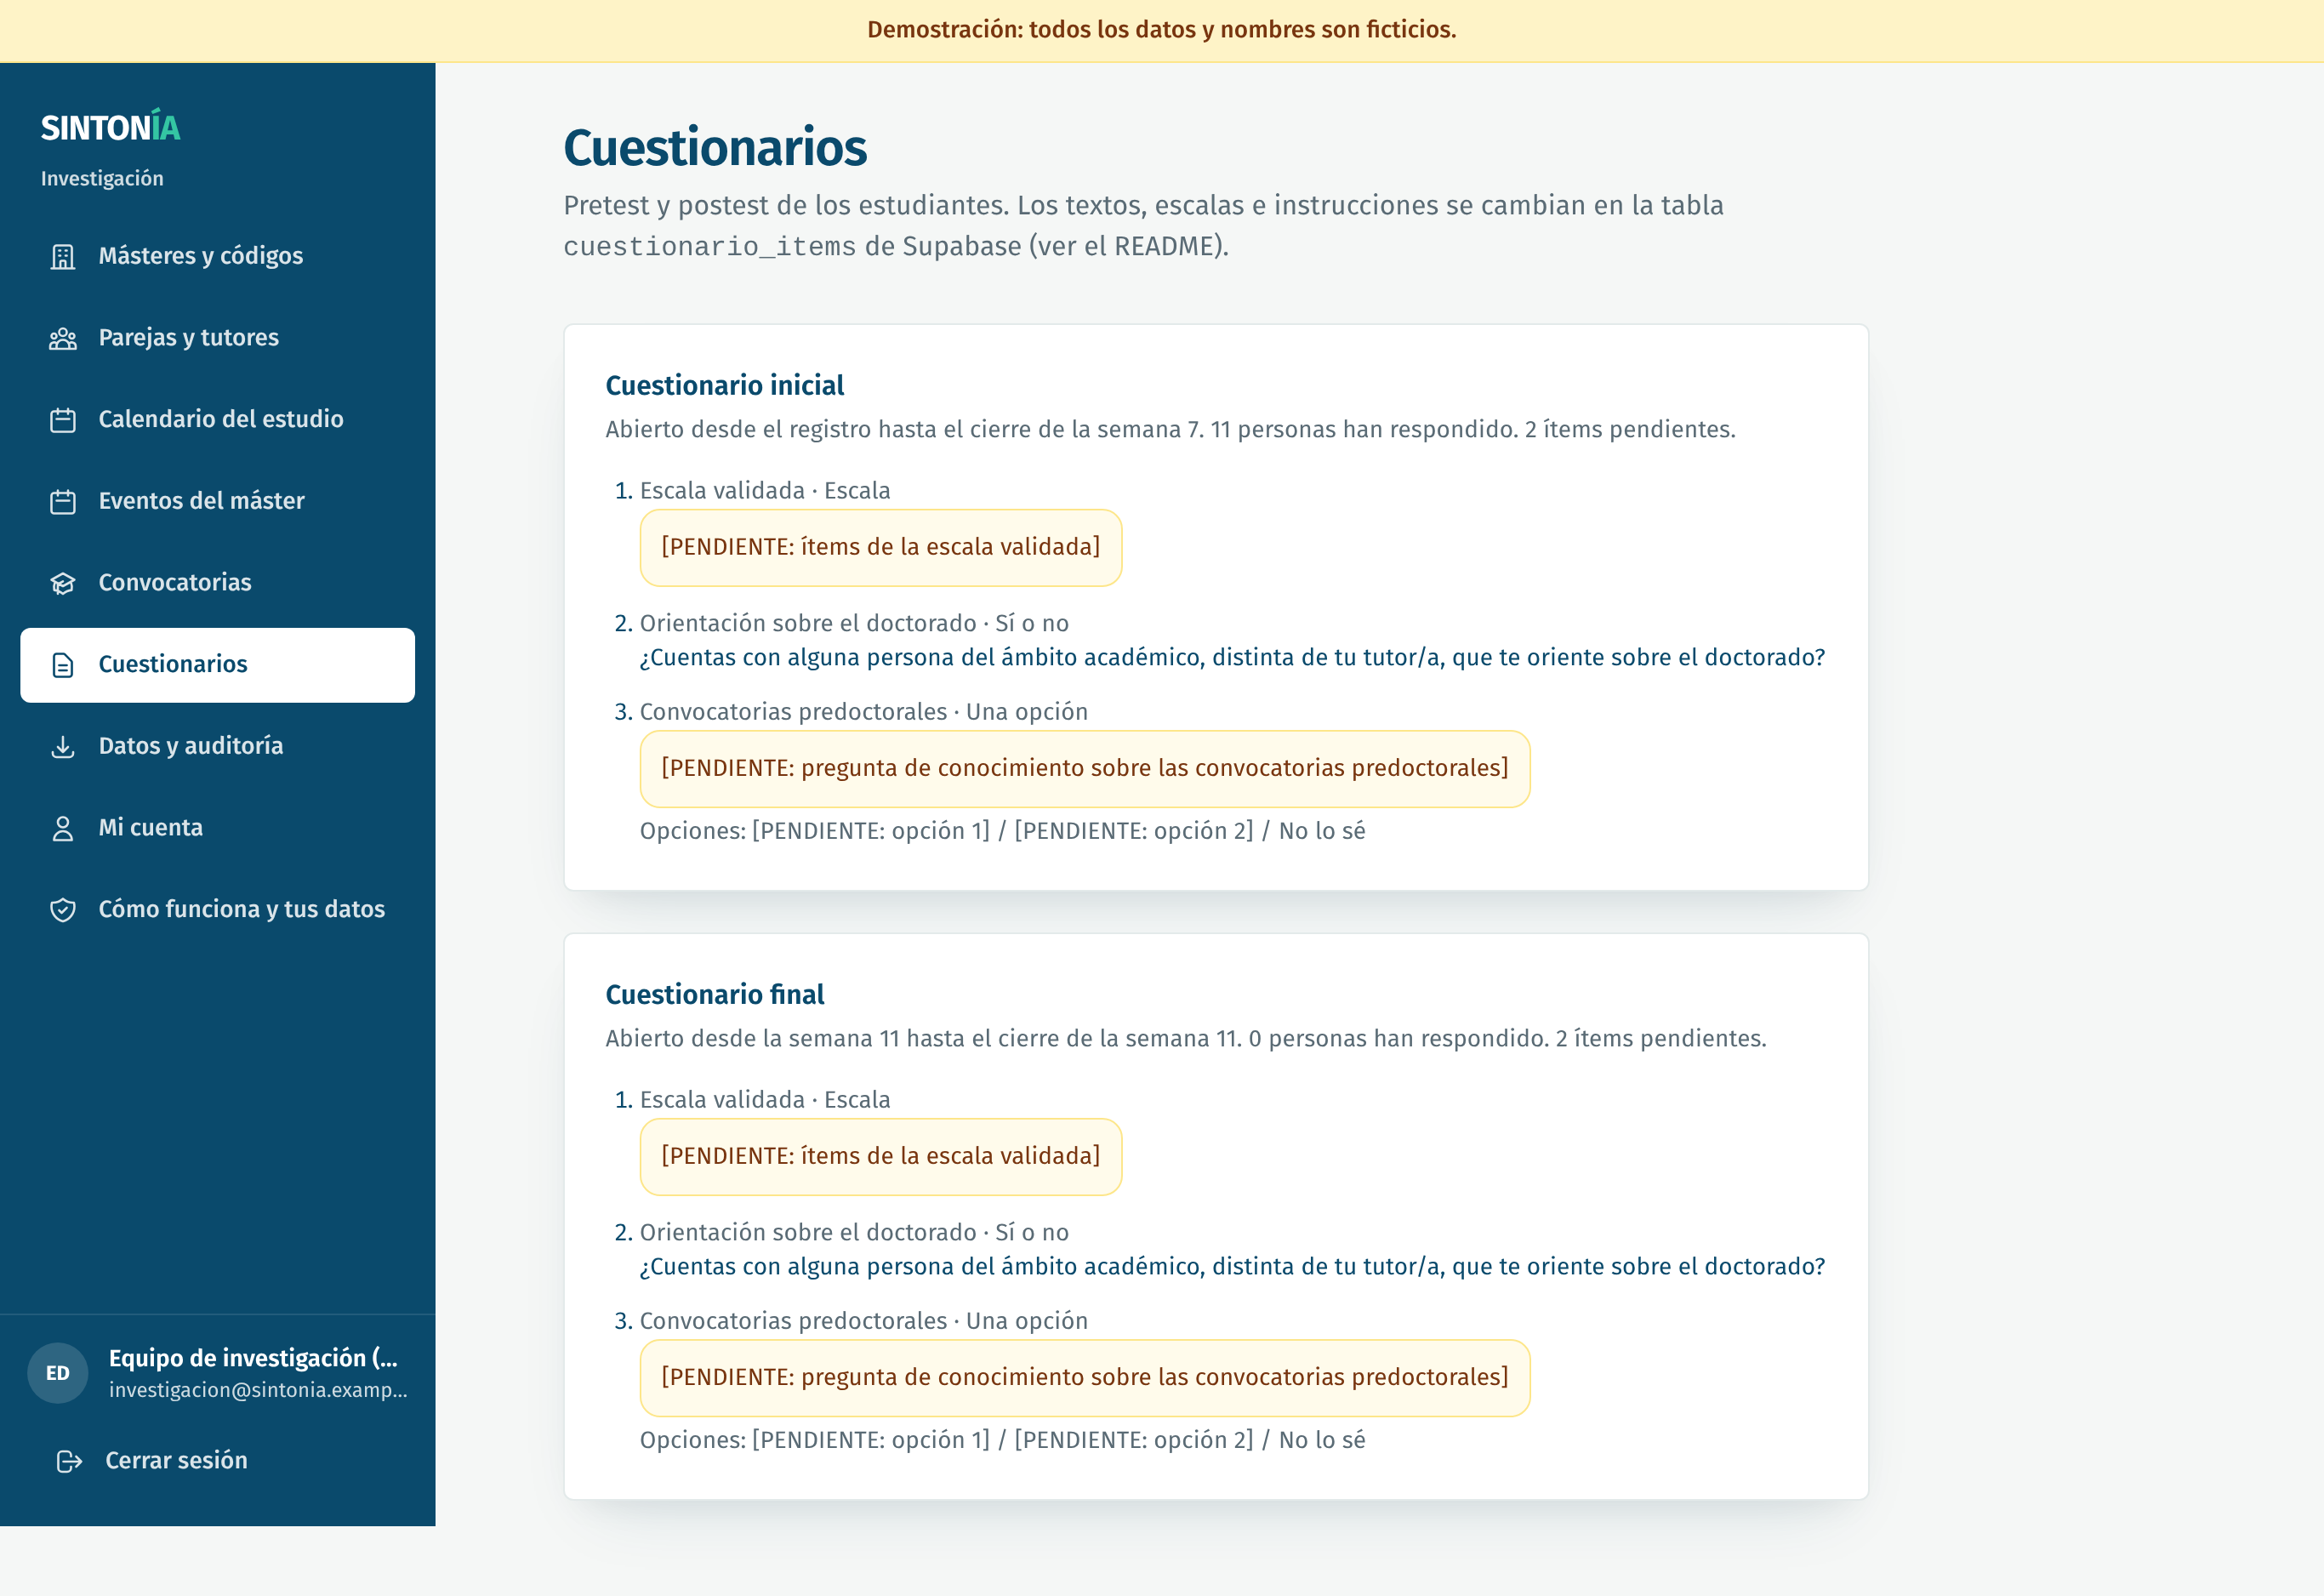 Demostración: todos los datos y nombres son ficticios.
SINTONÍA
Investigación
Másteres y códigos
Parejas y tutores
Calendario del estudio
Eventos del máster
Convocatorias
Cuestionarios
Datos y auditoría
Mi cuenta
Cómo funciona y tus datos
ED
Equipo de investigación (...
investigacion@sintonia.examp...
Cerrar sesión
Cuestionarios
Pretest y postest de los estudiantes. Los textos, escalas e instrucciones se cambian en la tabla
cuestionario_items de Supabase (ver el README).
Cuestionario inicial
Abierto desde el registro hasta el cierre de la semana 7. 11 personas han respondido. 2 ítems pendientes.
1. Escala validada · Escala
[PENDIENTE: ítems de la escala validada]
2. Orientación sobre el doctorado · Sí o no
¿Cuentas con alguna persona del ámbito académico, distinta de tu tutor/a, que te oriente sobre el doctorado?
3. Convocatorias predoctorales · Una opción
[PENDIENTE: pregunta de conocimiento sobre las convocatorias predoctorales]
Opciones: [PENDIENTE: opción 1] / [PENDIENTE: opción 2] / No lo sé
Cuestionario final
Abierto desde la semana 11 hasta el cierre de la semana 11. 0 personas han respondido. 2 ítems pendientes.
1. Escala validada · Escala
[PENDIENTE: ítems de la escala validada]
2. Orientación sobre el doctorado · Sí o no
¿Cuentas con alguna persona del ámbito académico, distinta de tu tutor/a, que te oriente sobre el doctorado?
3. Convocatorias predoctorales · Una opción
[PENDIENTE: pregunta de conocimiento sobre las convocatorias predoctorales]
Opciones: [PENDIENTE: opción 1] / [PENDIENTE: opción 2] / No lo sé